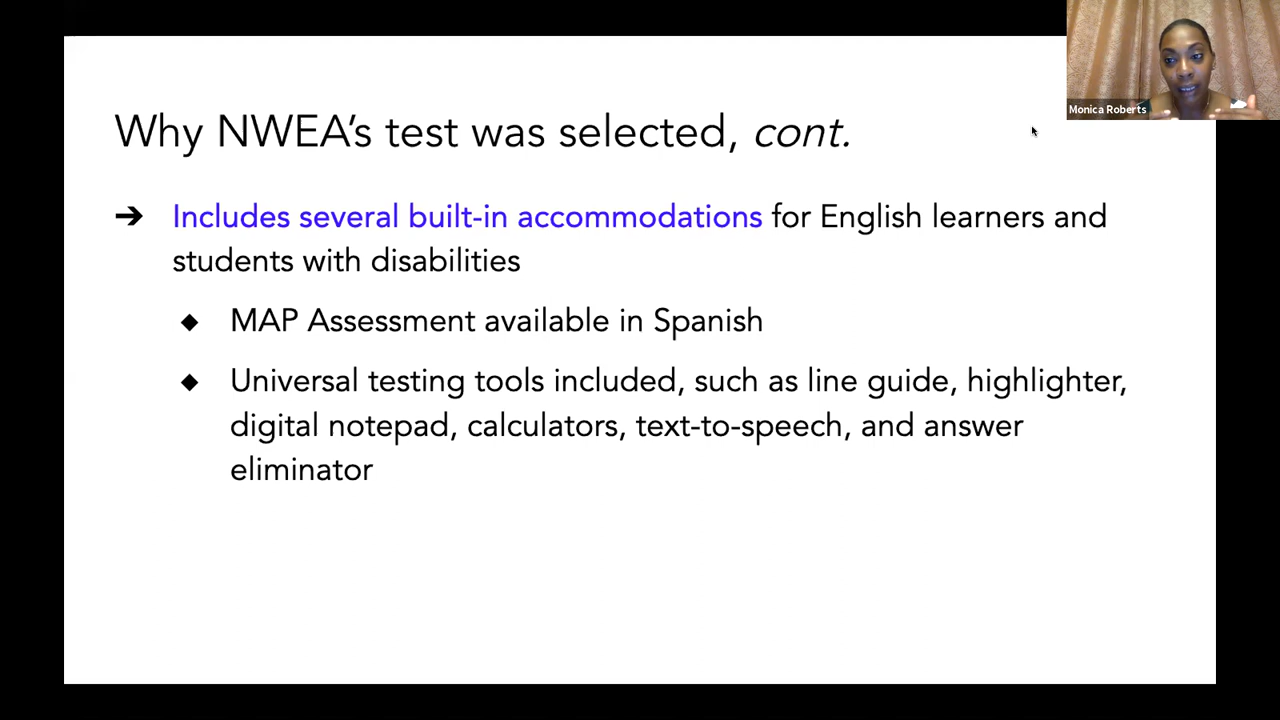 Monica Roberts
Why NWEA’s test was selected, cont.
➔ Includes several built-in accommodations for English learners and
students with disabilities
◆ MAP Assessment available in Spanish
◆ Universal testing tools included, such as line guide, highlighter,
digital notepad, calculators, text-to-speech, and answer
eliminator